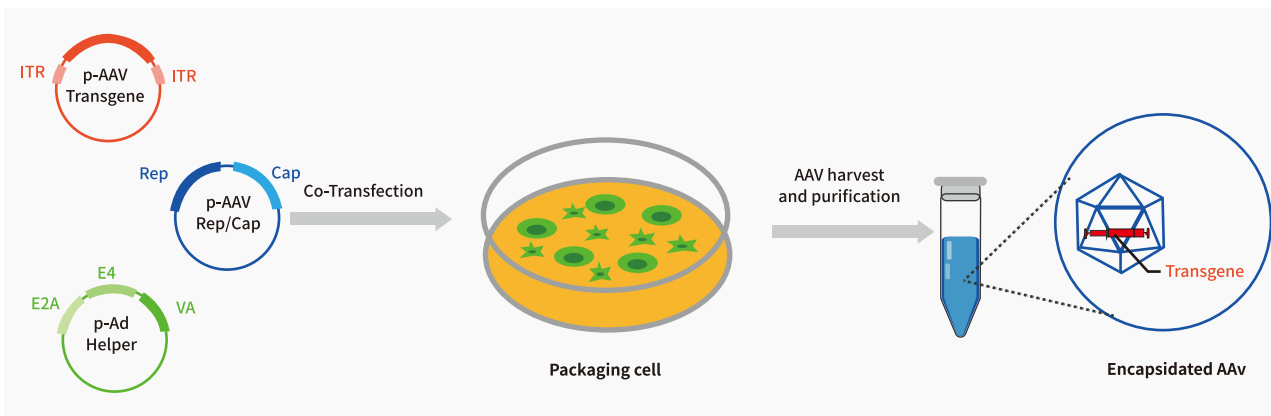 ITR
ITR
p-AAV
Transgene
Rep
Cap
p-AAV
Rep/Cap
E4
E2A
VA
p-Ad
Helper
Co-Transfection
Packaging cell
AAV harvest
and purification
Transgene
Encapsidated AAv